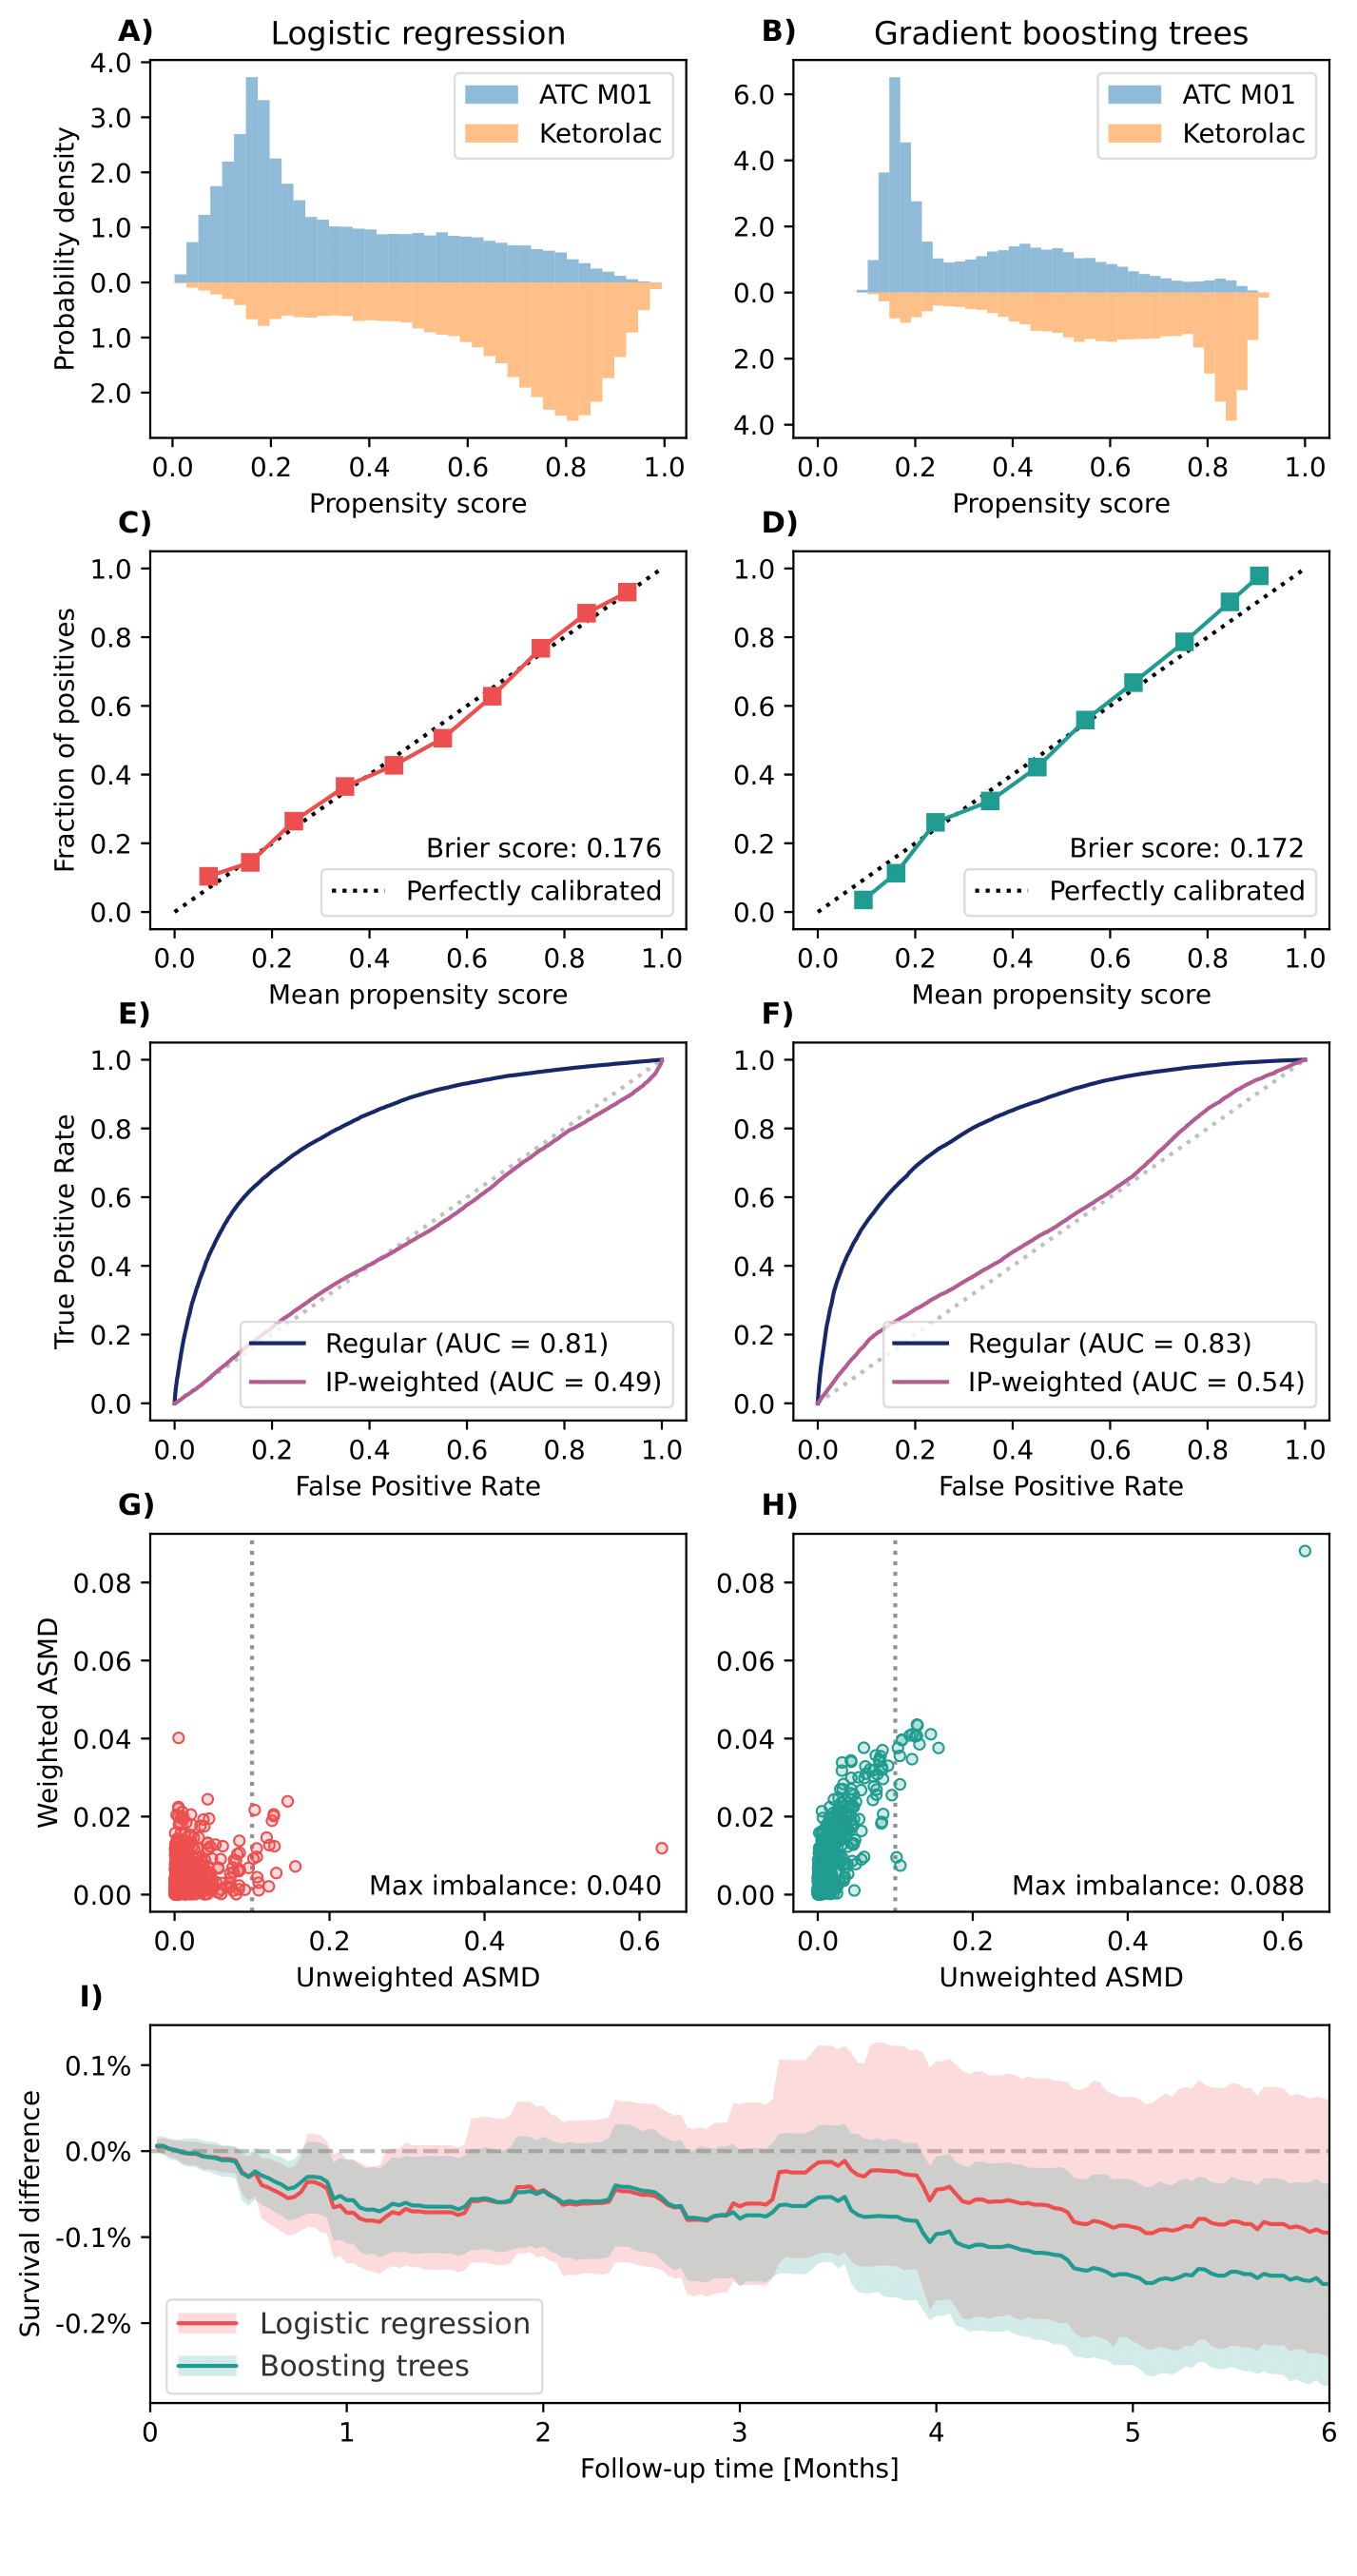 A) Logistic regression
B) Gradient boosting trees
4.0
3.0
2.0
1.0
0.0
1.0
2.0
Probability density
ATC M01
Ketorolac
0.0 0.2 0.4 0.6 0.8 1.0
Propensity score
6.0
4.0
2.0
0.0
2.0
4.0
ATC M01
Ketorolac
0.0 0.2 0.4 0.6 0.8 1.0
Propensity score
C)
1.0
0.8
0.6
0.4
0.2
0.0
Fraction of positives
Brier score: 0.176
Perfectly calibrated
0.0 0.2 0.4 0.6 0.8 1.0
Mean propensity score
D)
1.0
0.8
0.6
0.4
0.2
0.0
Brier score: 0.172
Perfectly calibrated
0.0 0.2 0.4 0.6 0.8 1.0
Mean propensity score
E)
1.0
0.8
0.6
0.4
0.2
0.0
True Positive Rate
Regular (AUC = 0.81)
IP-weighted (AUC = 0.49)
0.0 0.2 0.4 0.6 0.8 1.0
False Positive Rate
F)
1.0
0.8
0.6
0.4
0.2
0.0
Regular (AUC = 0.83)
IP-weighted (AUC = 0.54)
0.0 0.2 0.4 0.6 0.8 1.0
False Positive Rate
G)
0.08
0.06
0.04
0.02
0.00
Weighted ASMD
Max imbalance: 0.040
0.0 0.2 0.4 0.6
Unweighted ASMD
H)
0.08
0.06
0.04
0.02
0.00
Max imbalance: 0.088
0.0 0.2 0.4 0.6
Unweighted ASMD
I)
0.1%
0.0%
-0.1%
-0.2%
Survival difference
Logistic regression
Boosting trees
0 1 2 3 4 5 6
Follow-up time [Months]